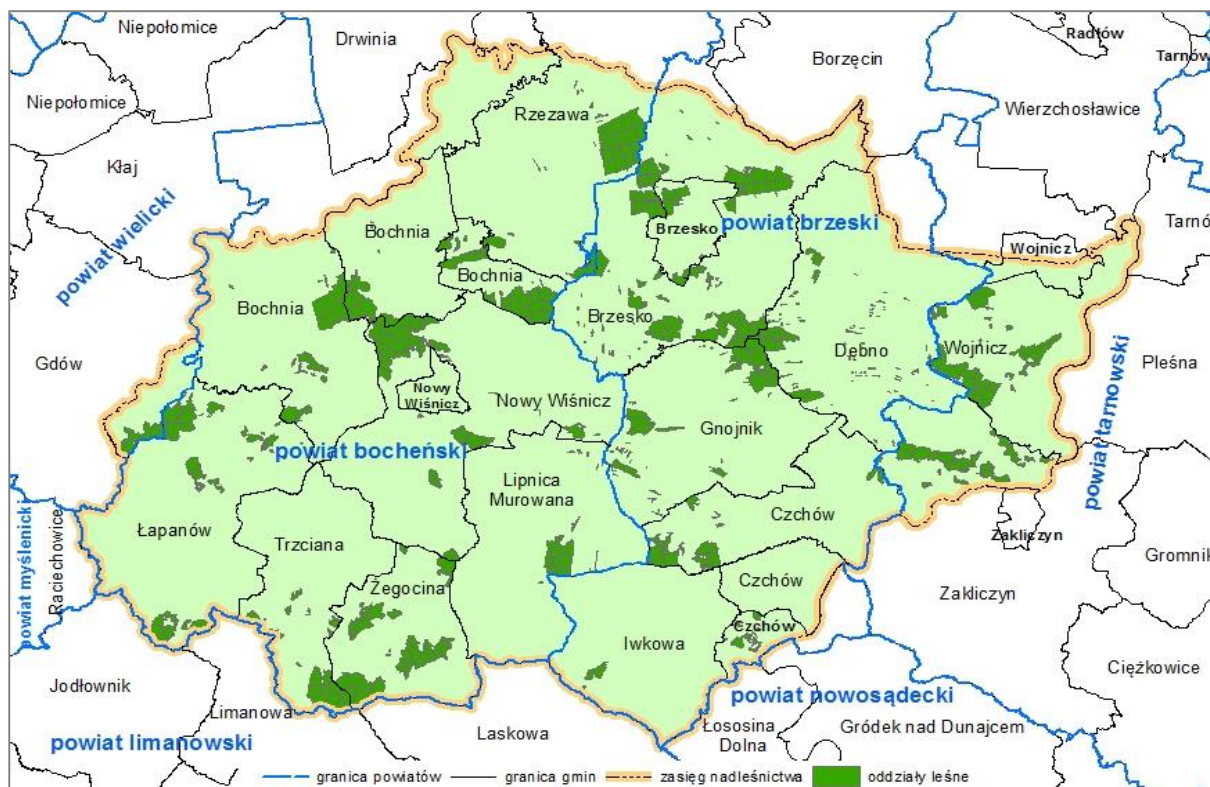 Niepołomice
Drwinia
Borzęcin
Radłów
Tarnów
Niepołomice
Rzezawa
Wierzchosławice
Kłaj
powiat wielicki
Bochnia
Brzesko
powiat brzeski
Tarnó
Wojnicz
Bochnia
Bochnia
Brzesko
Dębno
Wojnicz
Gdów
Pleśna
Nowy
Wiśnicz
Nowy Wiśnicz
Gnojnik
powiat tarnowski
powiat bocheński
Lipnica
Murowana
powiat myślenicki
Raciechowice
Łapanów
Trzciana
Czchów
Zakliczyn
Gromnik
Żegocina
Czchów
Zakliczyn
Czchów
Iwkowa
Ciężkowice
Jodłownik
Limanowa
powiat nowosądecki
powiat limanowski
Laskowa
Łososina
Dolna
Gródek nad Dunajcem
granica powiatów
granica gmin
zasięg nadleśnictwa
oddziały leśne